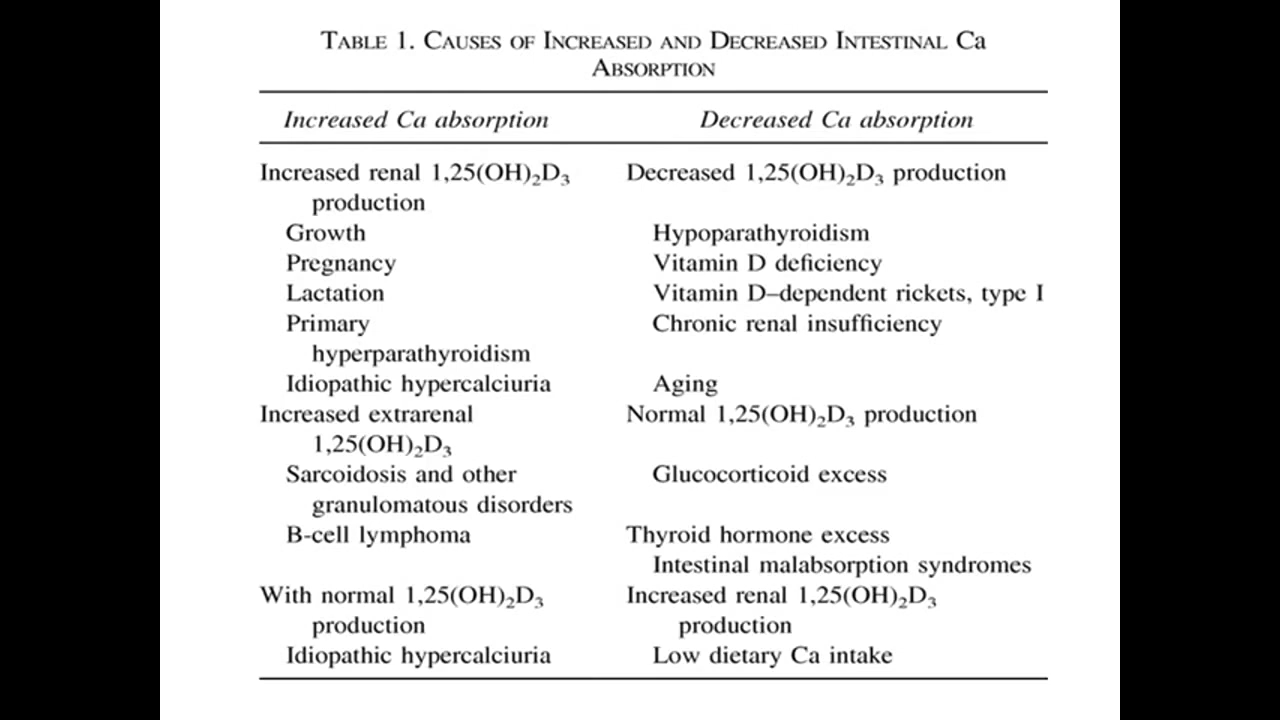 TABLE 1. CAUSES OF INCREASED AND DECREASED INTESTINAL Ca
ABSORPTION
Increased Ca absorption
Decreased Ca absorption
Increased renal 1,25(OH)₂D₃
production
Growth
Pregnancy
Lactation
Primary
hyperparathyroidism
Idiopathic hypercalciuria
Increased extrarenal
1,25(OH)₂D₃
Sarcoidosis and other
granulomatous disorders
B-cell lymphoma
With normal 1,25(OH)₂D₃
production
Idiopathic hypercalciuria
Decreased 1,25(OH)₂D₃ production
Hypoparathyroidism
Vitamin D deficiency
Vitamin D–dependent rickets, type I
Chronic renal insufficiency
Aging
Normal 1,25(OH)₂D₃ production
Glucocorticoid excess
Thyroid hormone excess
Intestinal malabsorption syndromes
Increased renal 1,25(OH)₂D₃
production
Low dietary Ca intake